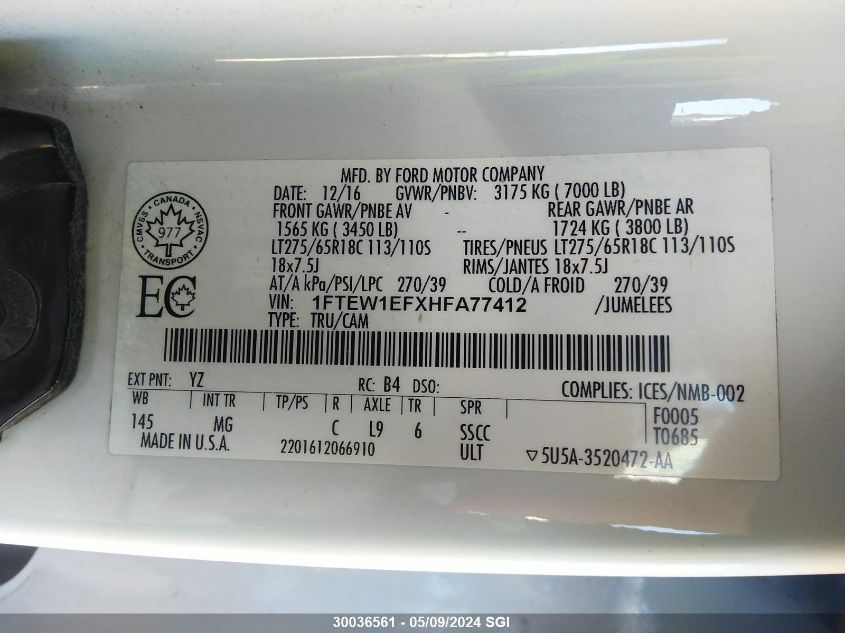 MFD. BY FORD MOTOR COMPANY
DATE: 12/16 GVWR/PNBV: 3175 KG ( 7000 LB)
FRONT GAWR/PNBE AV - REAR GAWR/PNBE AR
1565 KG ( 3450 LB) -- 1724 KG ( 3800 LB)
LT275/65R18C 113/110S TIRES/PNEUS LT275/65R18C 113/110S
18x7.5J RIMS/JANTES 18x7.5J
AT/A kPa/PSI/LPC 270/39 COLD/A FROID 270/39
VIN: 1FTEW1EFXHFA77412 /JUMELEES
TYPE: TRU/CAM
CANADA
CMVSS NSVAC
977
TRANSPORT
EC
EXT PNT: YZ RC: B4 DSO: COMPLIES: ICES/NMB-002
WB INT TR TP/PS R AXLE TR SPR F0005
145 MG C L9 6 SSCC T0685
MADE IN U.S.A. 2201612066910 ULT ▽5U5A-3520472-AA
30036561 - 05/09/2024 SGI